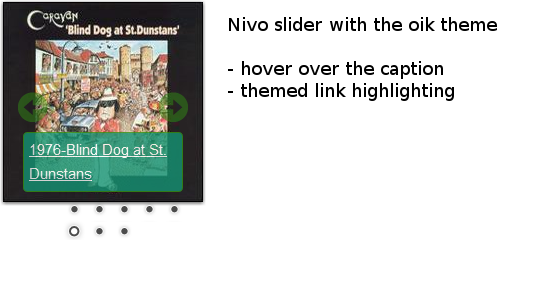 Caravan
'Blind Dog at St.Dunstans'
1976-Blind Dog at St.
Dunstans
Nivo slider with the oik theme
- hover over the caption
- themed link highlighting